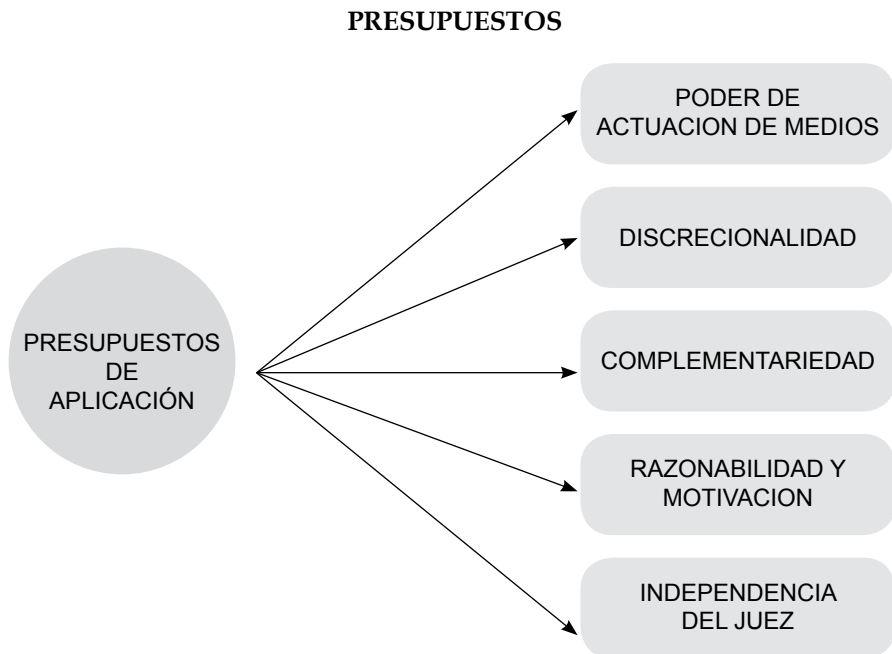 PRESUPUESTOS
PRESUPUESTOS
DE
APLICACIÓN
PODER DE
ACTUACION DE MEDIOS
DISCRECIONALIDAD
COMPLEMENTARIEDAD
RAZONABILIDAD Y
MOTIVACION
INDEPENDENCIA
DEL JUEZ